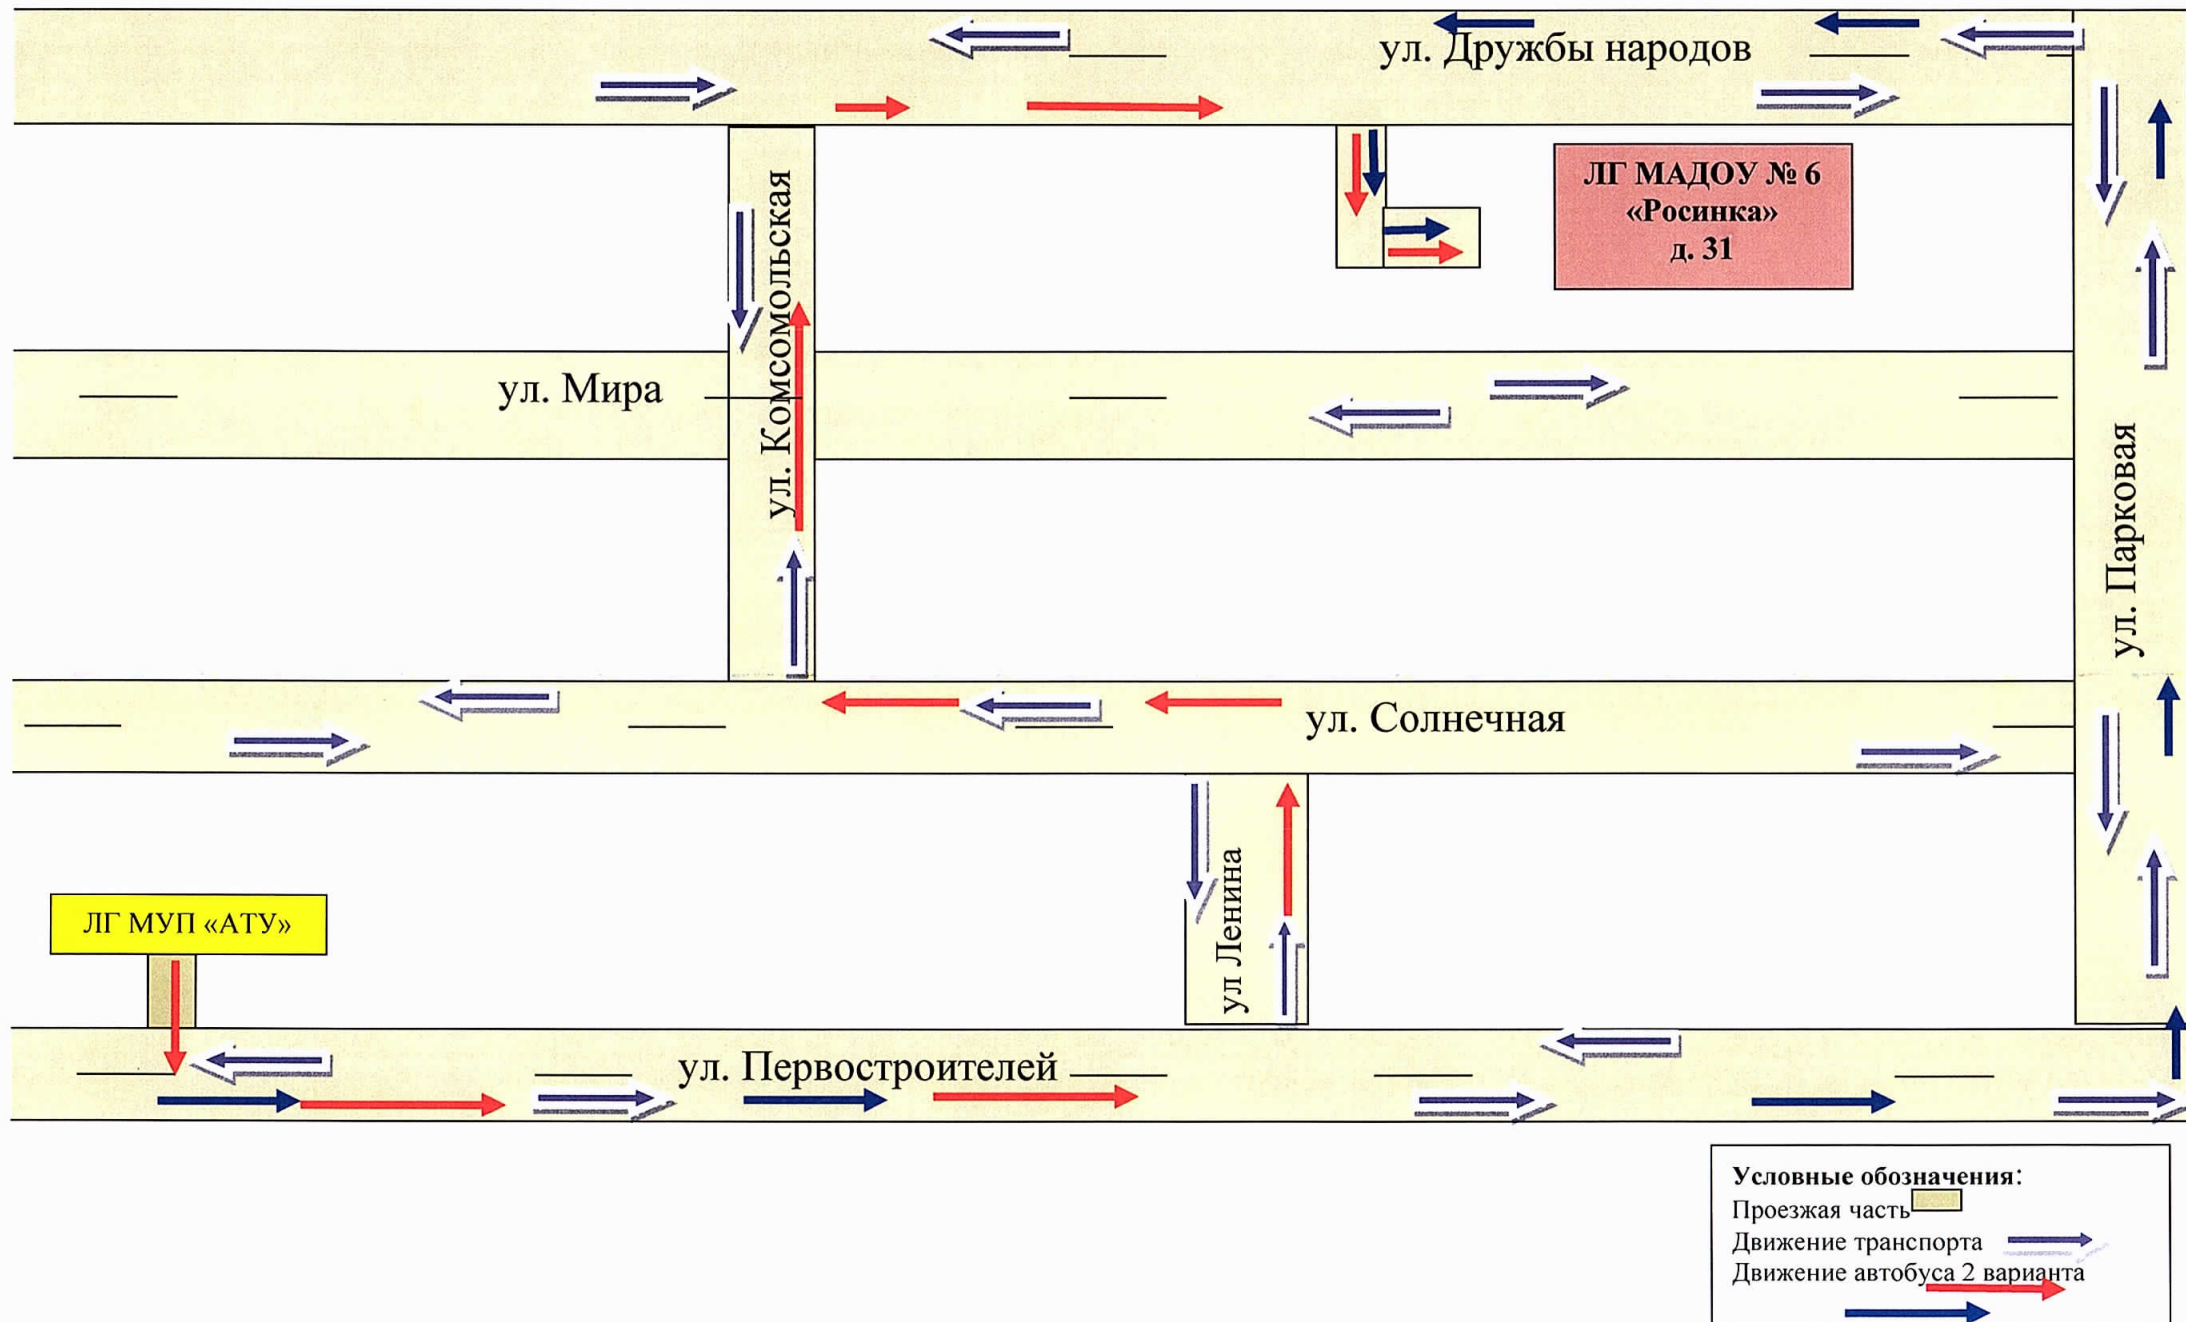 ул. Дружбы народов
ЛГ МАДОУ № 6
«Росинка»
д. 31
ул. Комсомольская
ул. Мира
ул. Парковая
ул. Солнечная
ул Ленина
ЛГ МУП «АТУ»
ул. Первостроителей
Условные обозначения:
Проезжая часть
Движение транспорта
Движение автобуса 2 варианта